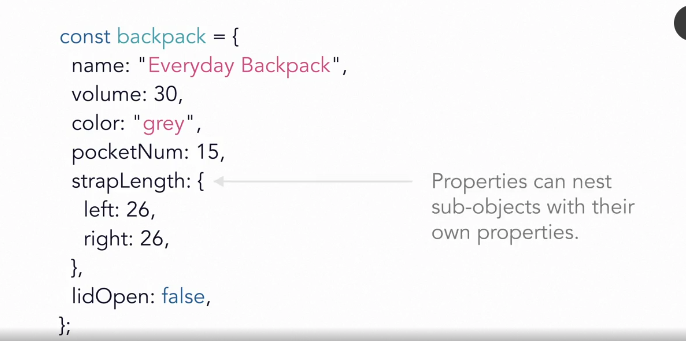 const backpack = {
name: "Everyday Backpack",
volume: 30,
color: "grey",
pocketNum: 15,
strapLength: {
left: 26,
right: 26,
},
lidOpen: false,
};
Properties can nest
sub-objects with their
own properties.